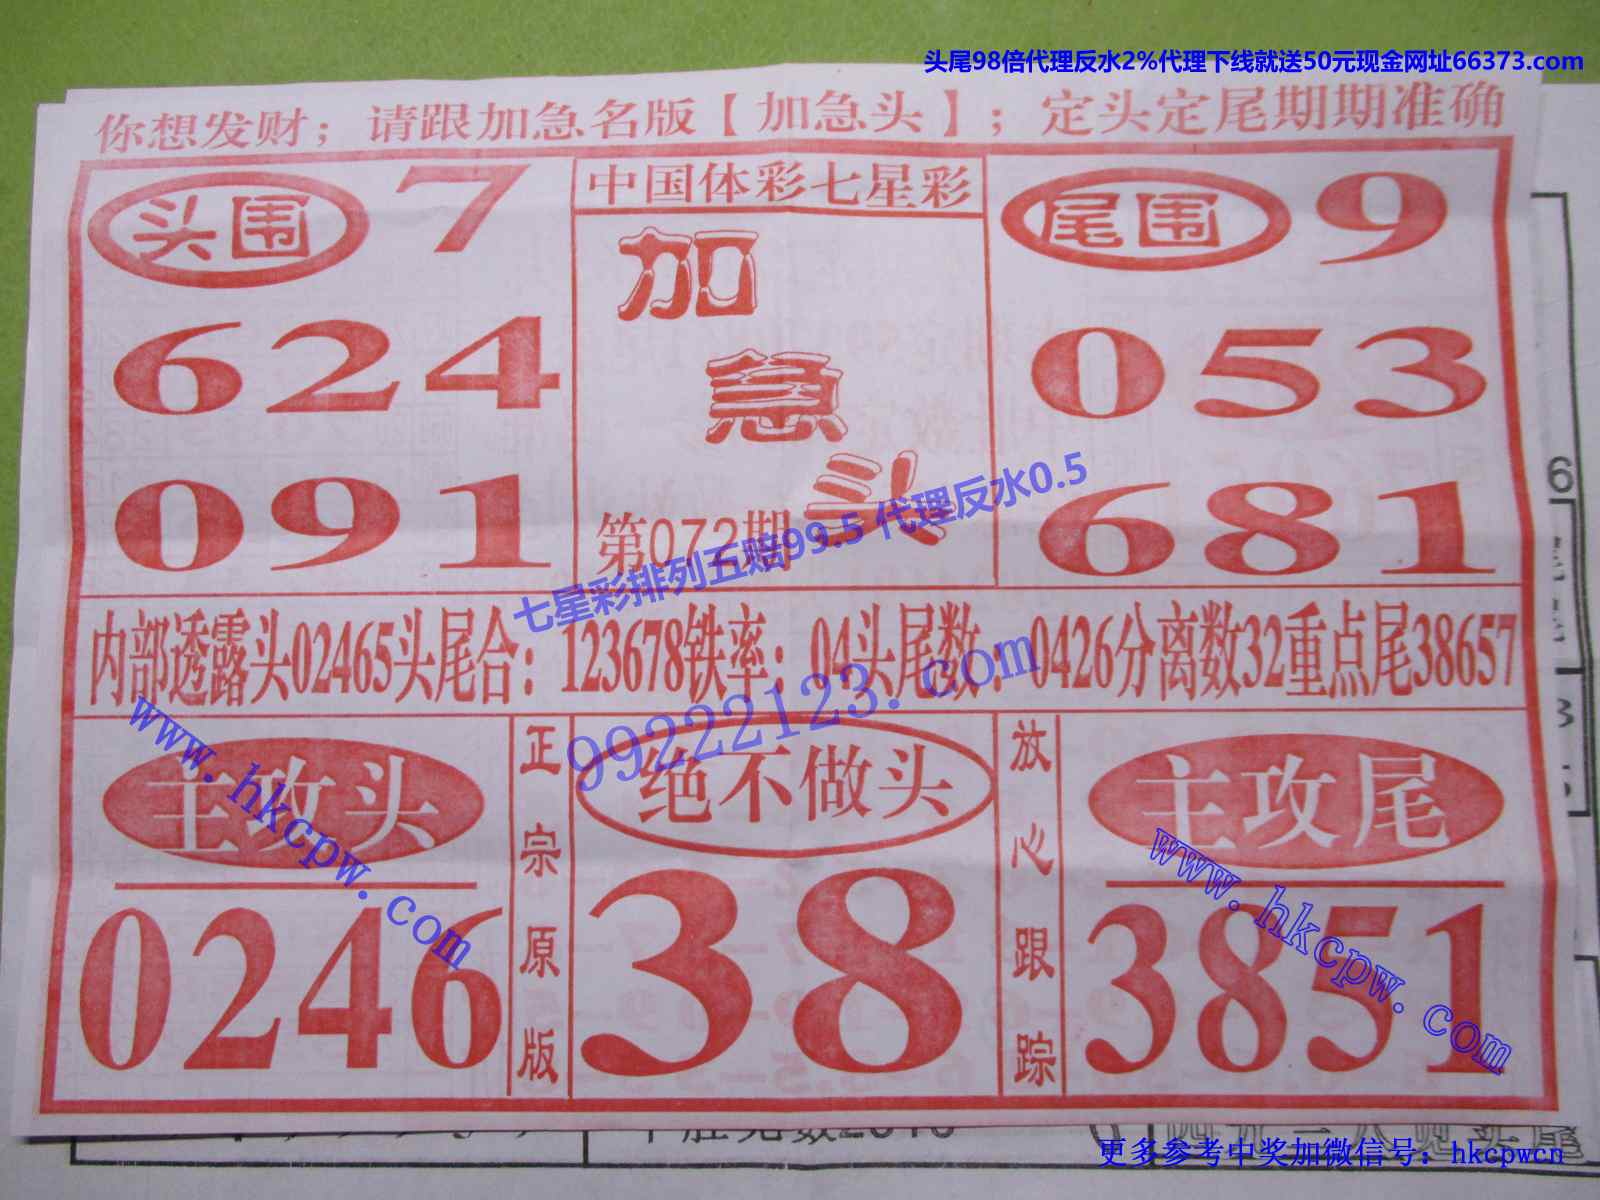 头尾98倍代理反水2%代理下线就送50元现金网址66373.com
你想发财；请跟加急名版【加急头】；定头定尾期期准确
头围 7
624
091
中国体彩七星彩
加
急
头
第072期
尾围 9
053
681
七星彩排列五赔99.5 代理反水0.5
内部透露头02465头尾合：123678铁率：04头尾数：0426分离数32重点尾38657
99222123.com
www.hkcpw.com
主攻头
0246
正宗原版
绝不做头
38
放心跟踪
主攻尾
3851
www.hkcpw.com
更多参考中奖加微信号：hkcpwcn
6
3